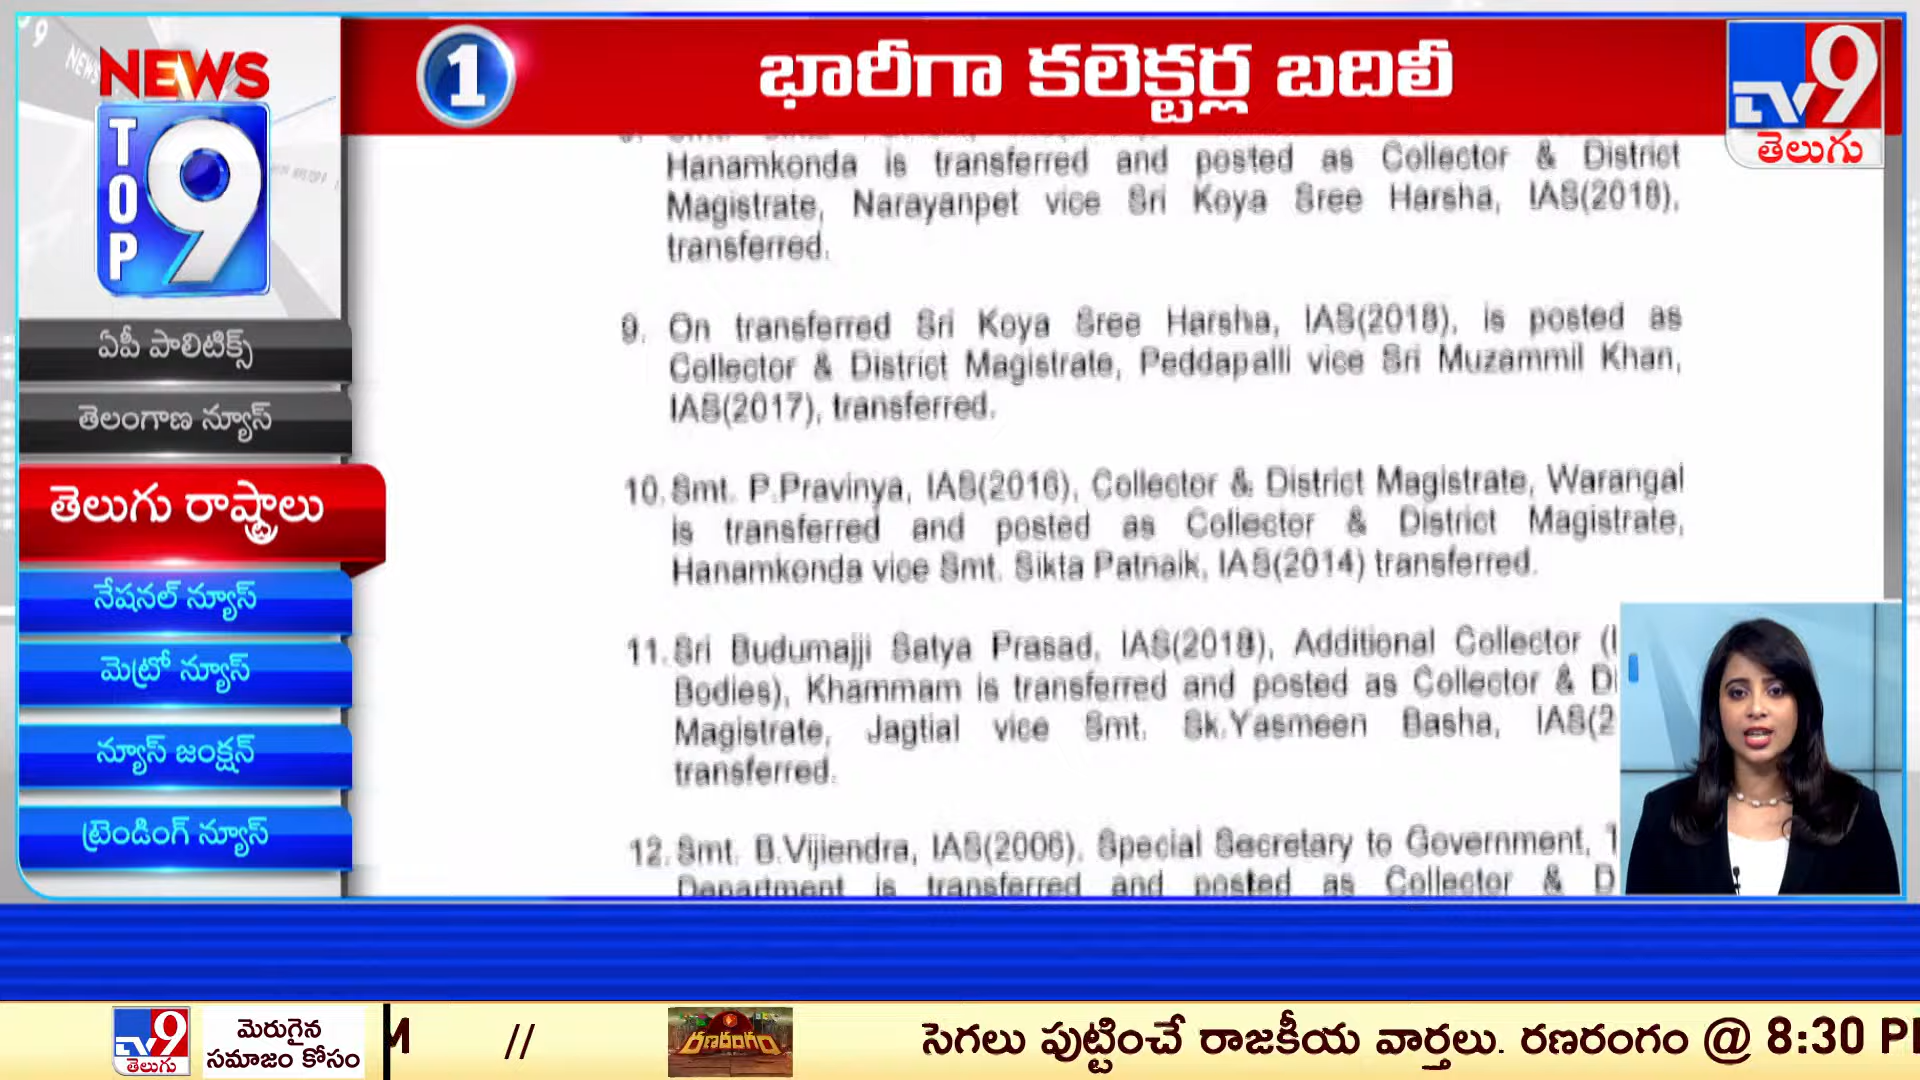 NEWS
TOP 9
1
భారీగా కలెక్టర్ల బదిలీ
TV9
తెలుగు
Hanamkonda is transferred and posted as Collector & District
Magistrate, Narayanpet vice Sri Koya Sree Harsha, IAS(2018),
transferred.
9. On transferred Sri Koya Sree Harsha, IAS(2018), is posted as
Collector & District Magistrate, Peddapalli vice Sri Muzammil Khan,
IAS(2017), transferred.
10. Smt. P.Pravinya, IAS(2016), Collector & District Magistrate, Warangal
is transferred and posted as Collector & District Magistrate,
Hanamkonda vice Smt. Sikta Patnaik, IAS(2014) transferred.
11. Sri Budumajji Satya Prasad, IAS(2018), Additional Collector (
Bodies), Khammam is transferred and posted as Collector & Di
Magistrate, Jagtial vice Smt. Sk.Yasmeen Basha, IAS(2
transferred.
12. Smt. B.Vijiendra, IAS(2006), Special Secretary to Government,
Department is transferred and posted as Collector & D
ఏపీ పాలిటిక్స్
తెలంగాణ న్యూస్
తెలుగు రాష్ట్రాలు
నేషనల్ న్యూస్
మెట్రో న్యూస్
న్యూస్ జంక్షన్
ట్రెండింగ్ న్యూస్
TV9
తెలుగు
మెరుగైన
సమాజం కోసం
M // రణరంగం సెగలు పుట్టించే రాజకీయ వార్తలు. రణరంగం @ 8:30 P